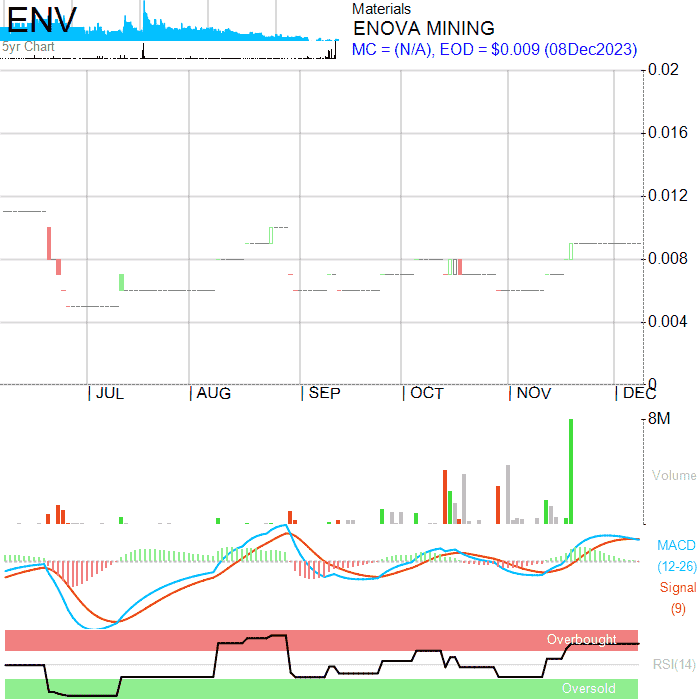 ENV
5yr Chart
Materials
ENOVA MINING
MC = (N/A), EOD = $0.009 (08Dec2023)
0.02
0.016
0.012
0.008
0.004
0
JUL AUG SEP OCT NOV DEC
8M
Volume
MACD
(12-26)
Signal
(9)
Overbought
RSI(14)
Oversold